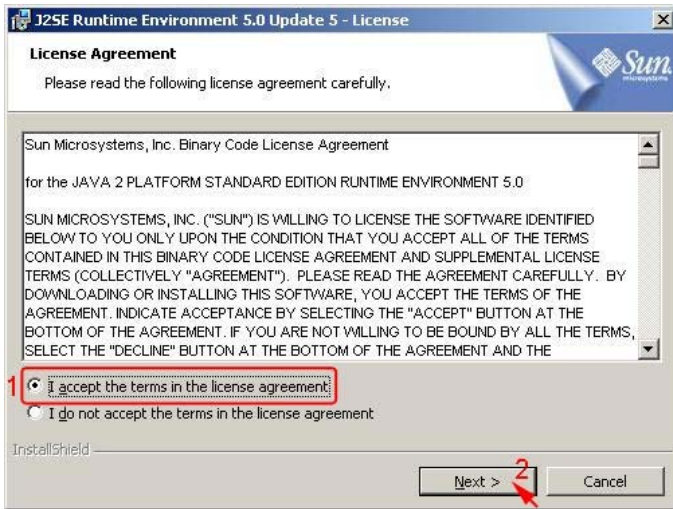 J2SE Runtime Environment 5.0 Update 5 - License
License Agreement
Please read the following license agreement carefully.
Sun
microsystems
Sun Microsystems, Inc. Binary Code License Agreement
for the JAVA 2 PLATFORM STANDARD EDITION RUNTIME ENVIRONMENT 5.0
SUN MICROSYSTEMS, INC. ("SUN") IS WILLING TO LICENSE THE SOFTWARE IDENTIFIED
BELOW TO YOU ONLY UPON THE CONDITION THAT YOU ACCEPT ALL OF THE TERMS
CONTAINED IN THIS BINARY CODE LICENSE AGREEMENT AND SUPPLEMENTAL LICENSE
TERMS (COLLECTIVELY "AGREEMENT"). PLEASE READ THE AGREEMENT CAREFULLY. BY
DOWNLOADING OR INSTALLING THIS SOFTWARE, YOU ACCEPT THE TERMS OF THE
AGREEMENT. INDICATE ACCEPTANCE BY SELECTING THE "ACCEPT" BUTTON AT THE
BOTTOM OF THE AGREEMENT. IF YOU ARE NOT WILLING TO BE BOUND BY ALL THE TERMS,
SELECT THE "DECLINE" BUTTON AT THE BOTTOM OF THE AGREEMENT AND THE
1 I accept the terms in the license agreement
I do not accept the terms in the license agreement
InstallShield
Next > 2 Cancel